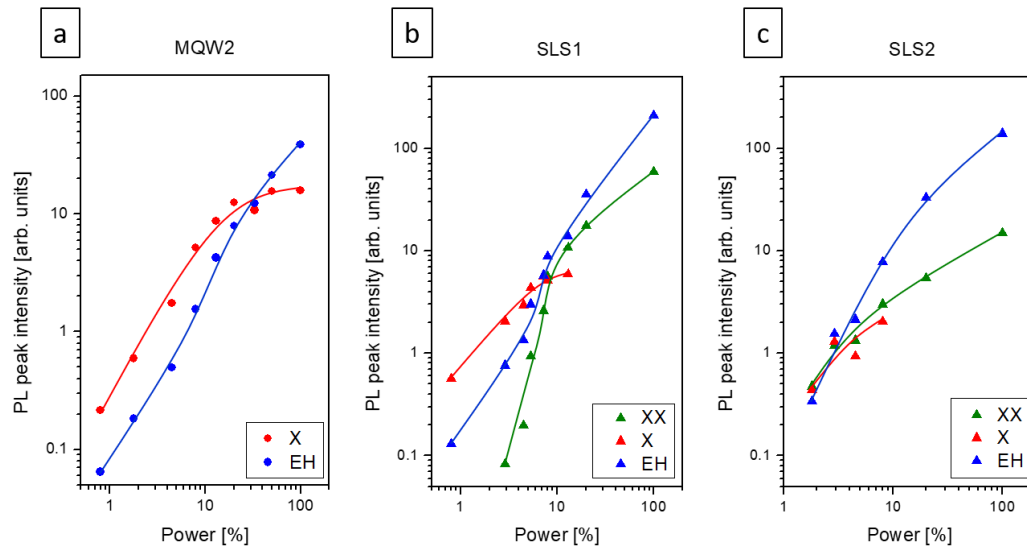 a
MQW2
PL peak intensity [arb. units]
100
10
1
0.1
1
10
100
Power [%]
X
EH
b
SLS1
PL peak intensity [arb. units]
100
10
1
0.1
1
10
100
Power [%]
XX
X
EH
c
SLS2
PL peak intensity [arb. units]
100
10
1
0.1
1
10
100
Power [%]
XX
X
EH